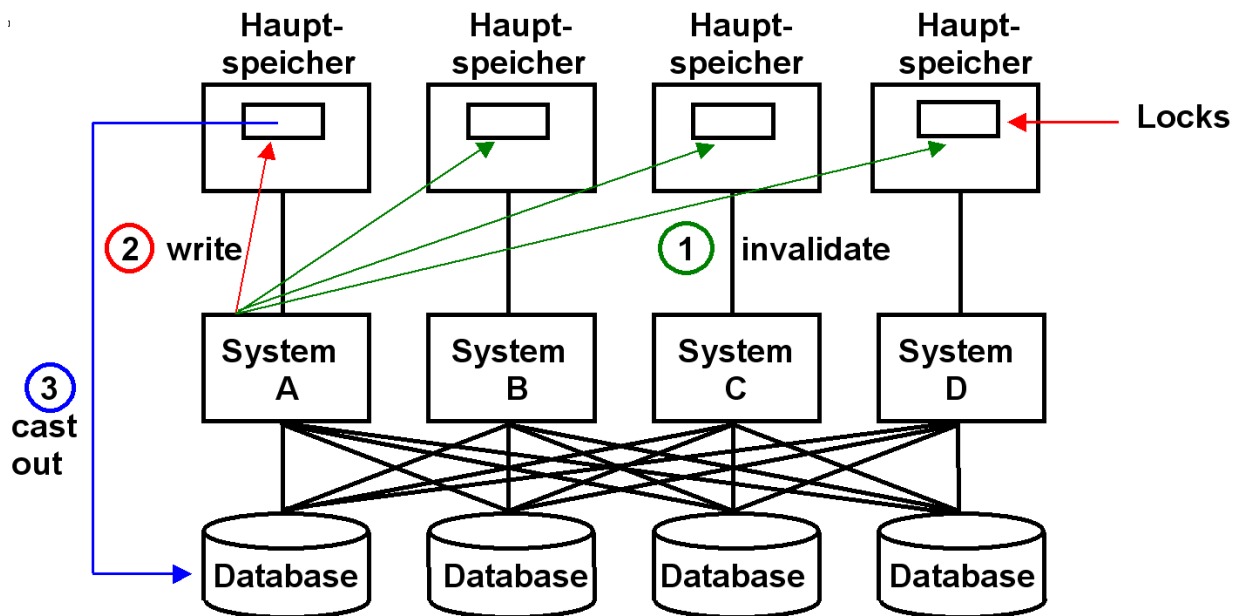 Haupt-
speicher
Haupt-
speicher
Haupt-
speicher
Haupt-
speicher
Locks
2 write
1 invalidate
System
A
System
B
System
C
System
D
3
cast
out
Database
Database
Database
Database